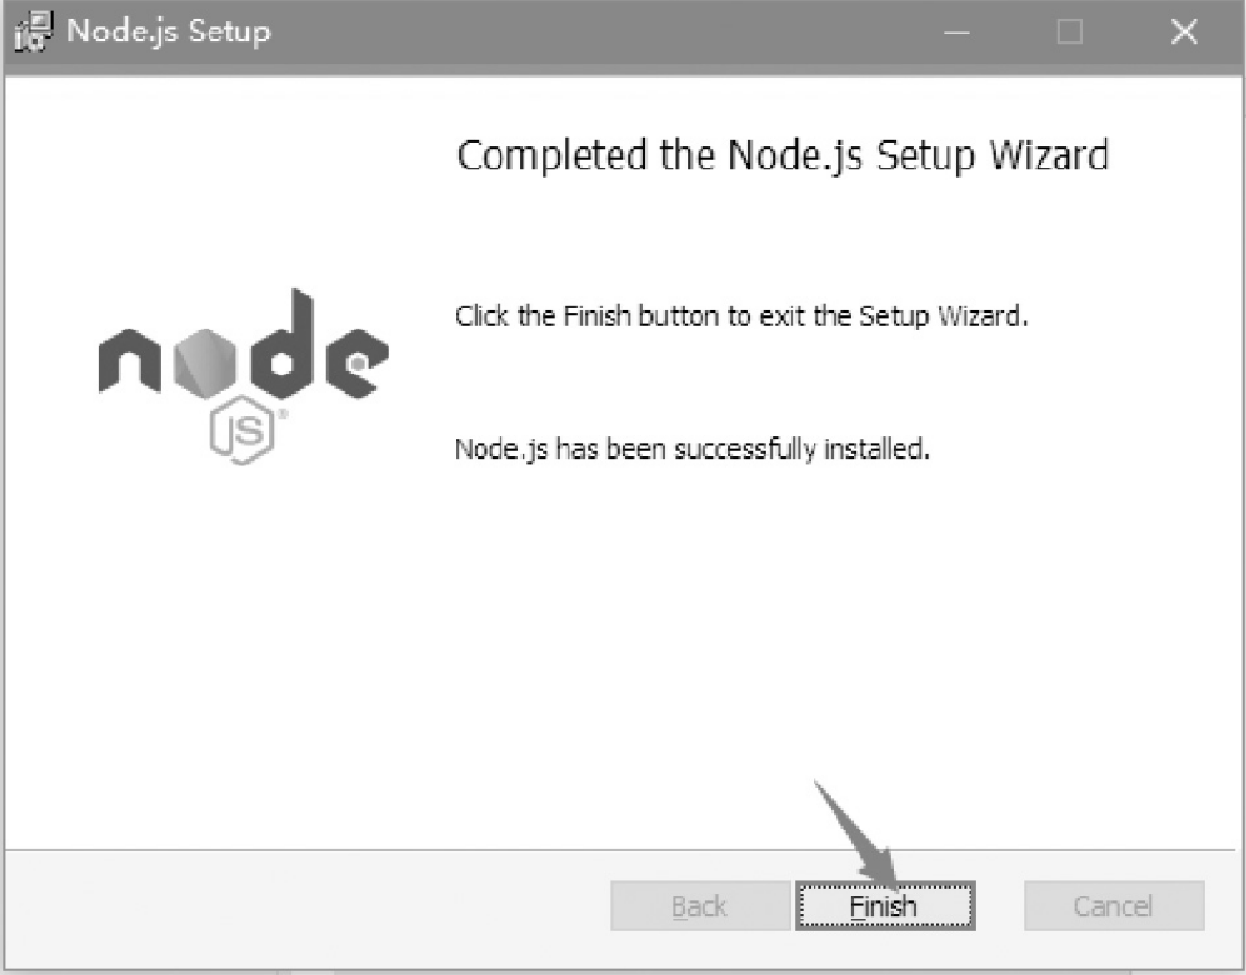 Node.js Setup
Completed the Node.js Setup Wizard
Click the Finish button to exit the Setup Wizard.
node
JS®
Node.js has been successfully installed.
Back Finish Cancel